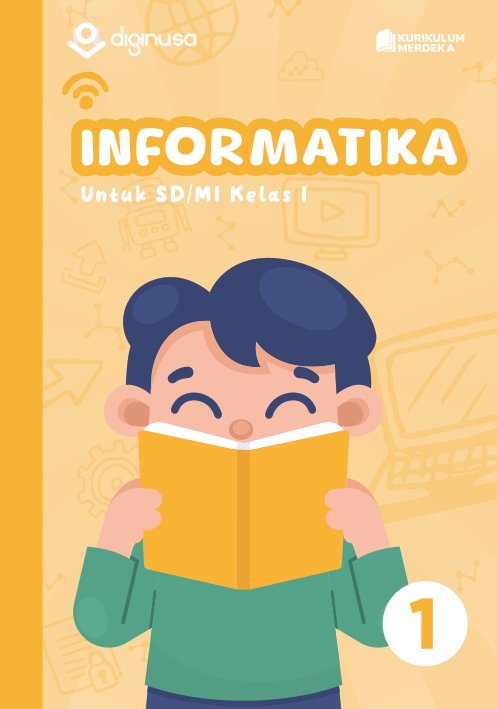 diginusa
KURIKULUM
MERDEKA
INFORMATIKA
Untuk SD/MI Kelas I
1